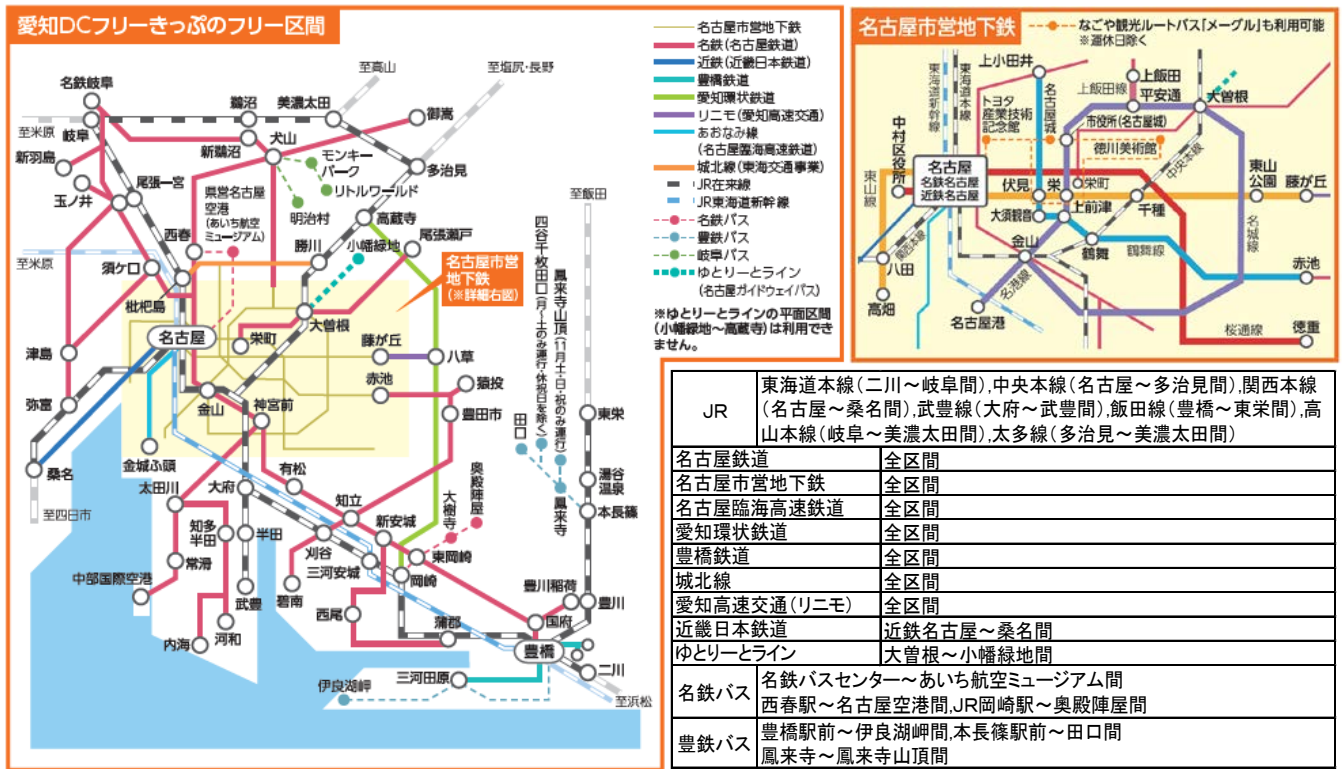 愛知DCフリーきっぷのフリー区間
至高山
至塩尻・長野
名鉄岐阜
鵜沼
美濃太田
御嵩
至米原
岐阜
新鵜沼
犬山
新羽島
モンキー
パーク
多治見
玉ノ井
尾張一宮
リトルワールド
県営名古屋
空港
(あいち航空
ミュージアム)
明治村
高蔵寺
至飯田
西春
勝川
小幡緑地
尾張瀬戸
至米原
須ケ口
名古屋市営
地下鉄
(※詳細右図)
枇杷島
名古屋
大曽根
栄町
藤が丘
八草
津島
赤池
猿投
弥富
金山
神宮前
豊田市
四谷千枚田口(月〜土のみ運行・休祝日を除く)
鳳来寺山頂(11月土・日・祝のみ運行)
田口
東栄
桑名
金城ふ頭
有松
奥殿陣屋
大樹寺
湯谷
温泉
至四日市
太田川
大府
知立
新安城
鳳来寺
本長篠
知多
半田
半田
刈谷
東岡崎
常滑
三河安城
岡崎
中部国際空港
武豊
碧南
豊川稲荷
豊川
西尾
蒲郡
国府
内海
河和
豊橋
三河田原
二川
伊良湖岬
至浜松
名古屋市営地下鉄
名鉄(名古屋鉄道)
近鉄(近畿日本鉄道)
豊橋鉄道
愛知環状鉄道
リニモ(愛知高速交通)
あおなみ線
(名古屋臨海高速鉄道)
城北線(東海交通事業)
JR在来線
JR東海道新幹線
名鉄バス
豊鉄バス
岐阜バス
ゆとりーとライン
(名古屋ガイドウェイバス)
※ゆとりーとラインの平面区間
(小幡緑地〜高蔵寺)は利用でき
ません。
名古屋市営地下鉄
なごや観光ルートバス「メーグル」も利用可能
※運休日除く
上小田井
上飯田
東海道新幹線
東海道本線
上飯田線
平安通
大曽根
トヨタ
産業技術
記念館
名古屋城
市役所(名古屋城)
中村区役所
徳川美術館
名古屋
名鉄名古屋
近鉄名古屋
中央本線
東山
公園
藤が丘
東山線
伏見
栄
栄町
大須観音
上前津
千種
関西本線
名城線
金山
鶴舞
鶴舞線
八田
赤池
高畑
名港線
名古屋港
桜通線
徳重
JR
東海道本線(二川〜岐阜間),中央本線(名古屋〜多治見間),関西本線
(名古屋〜桑名間),武豊線(大府〜武豊間),飯田線(豊橋〜東栄間),高
山本線(岐阜〜美濃太田間),太多線(多治見〜美濃太田間)
名古屋鉄道 全区間
名古屋市営地下鉄 全区間
名古屋臨海高速鉄道 全区間
愛知環状鉄道 全区間
豊橋鉄道 全区間
城北線 全区間
愛知高速交通(リニモ) 全区間
近畿日本鉄道 近鉄名古屋〜桑名間
ゆとりーとライン 大曽根〜小幡緑地間
名鉄バス
名鉄バスセンター〜あいち航空ミュージアム間
西春駅〜名古屋空港間,JR岡崎駅〜奥殿陣屋間
豊鉄バス
豊橋駅前〜伊良湖岬間,本長篠駅前〜田口間
鳳来寺〜鳳来寺山頂間